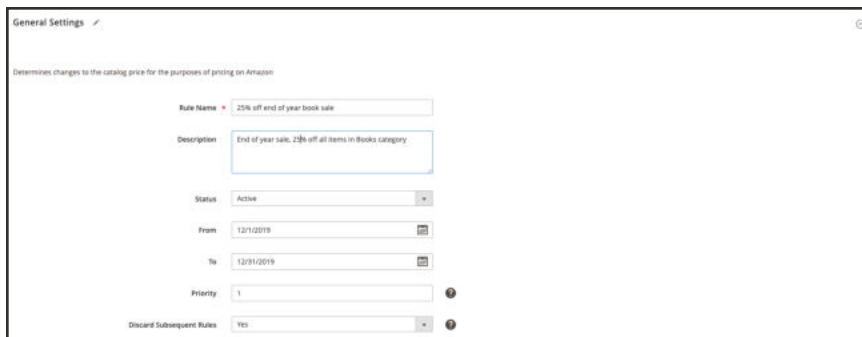 General Settings
Determines changes to the catalog price for the purposes of pricing on Amazon
Rule Name * 25% off end of year book sale
Description End of year sale, 25% off all items in Books category
Status Active
From 12/1/2019
To 12/31/2019
Priority 1 ?
Discard Subsequent Rules Yes ?